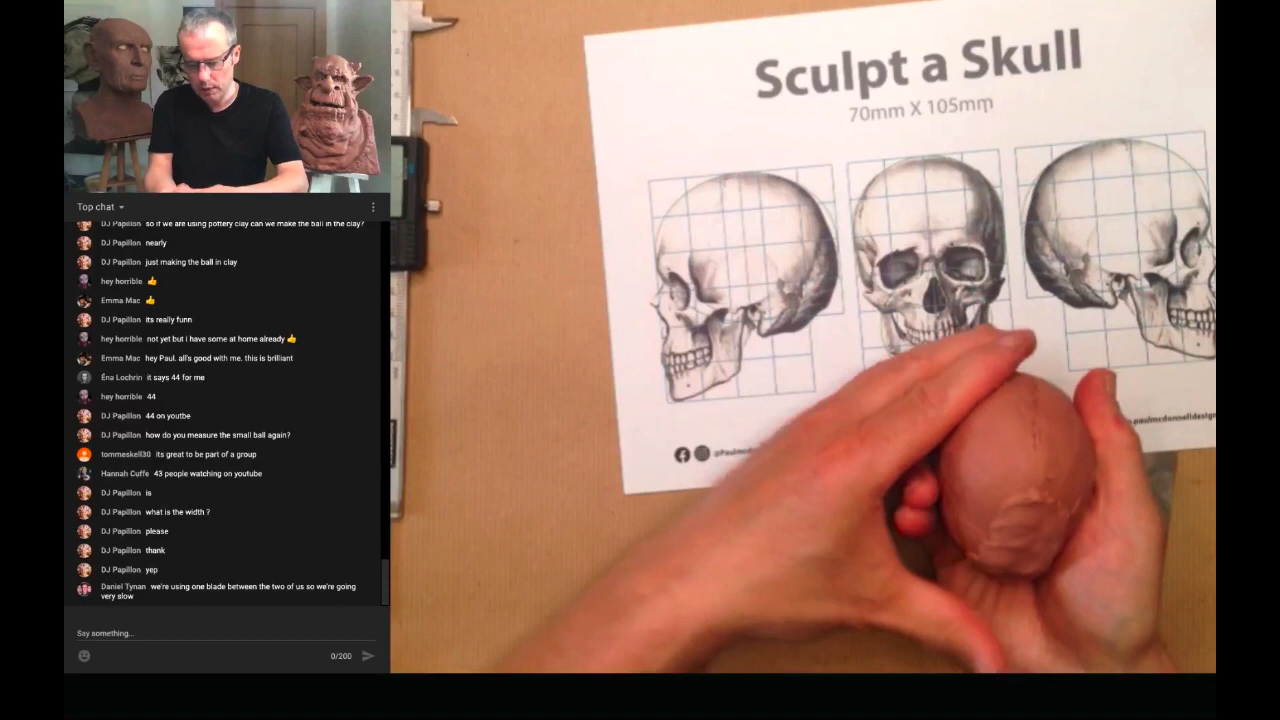 Top chat
DJ Papillon so if we are using pottery clay can we make the ball in the clay?
DJ Papillon nearly
DJ Papillon just making the ball in clay
hey horrible 👍
Emma Mac 👍
DJ Papillon its really funn
hey horrible not yet but i have some at home already 👍
Emma Mac hey Paul. all's good with me. this is brilliant
Éna Lochrin it says 44 for me
hey horrible 44
DJ Papillon 44 on youtbe
DJ Papillon how do you measure the small ball again?
tommeskell30 its great to be part of a group
Hannah Cuffe 43 people watching on youtube
DJ Papillon is
DJ Papillon what is the width ?
DJ Papillon please
DJ Papillon thank
DJ Papillon yep
Daniel Tynan we're using one blade between the two of us so we're going
very slow
Say something...
0/200
Sculpt a Skull
70mm X 105mm